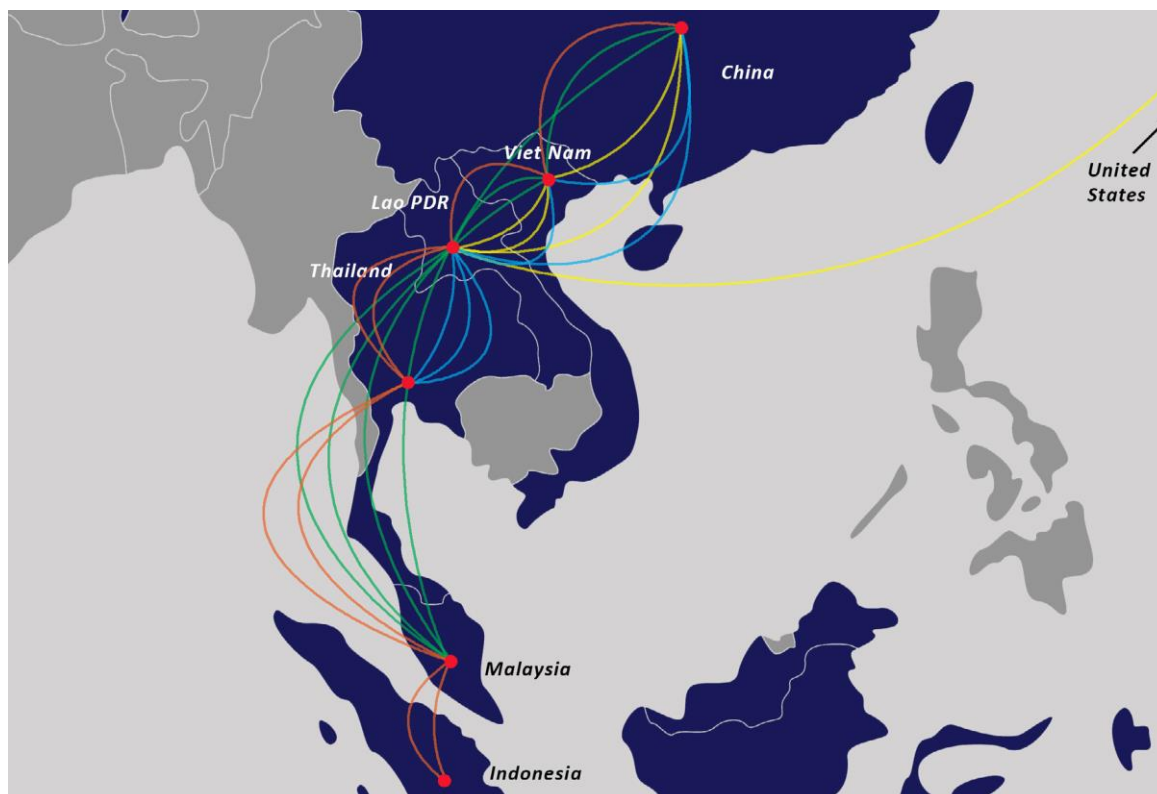 China
Viet Nam
United
States
Lao PDR
Thailand
Malaysia
Indonesia